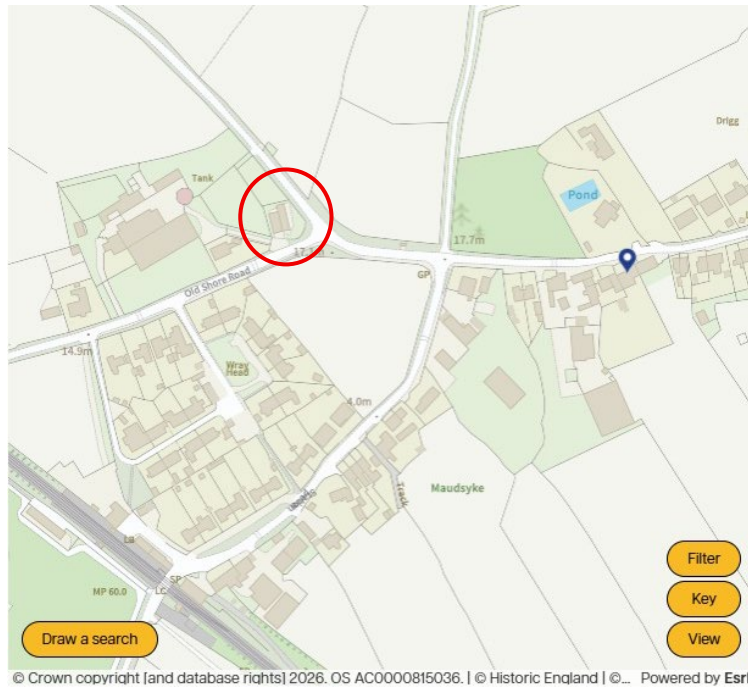 Drigg
Tank
Pond
17.7m
GP
Old Shore Road
14.9m
Wray
Head
4.0m
Track
Maudsyke
Station
LB
MP 60.0
SP
LC
Filter
Key
View
Draw a search
© Crown copyright [and database rights] 2026. OS AC0000815036. | © Historic England | ©... Powered by Esri